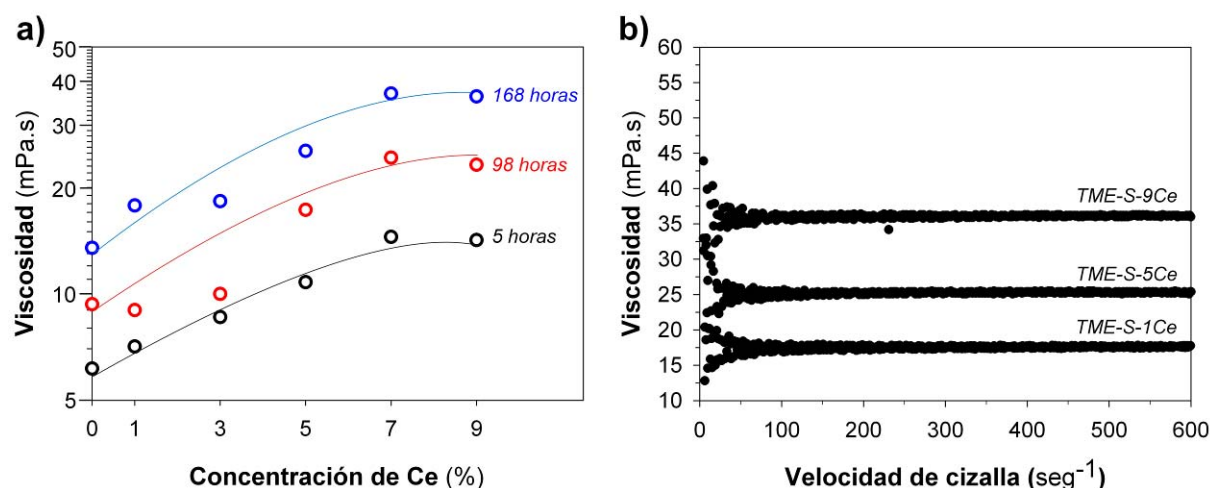 a)
50
40
30
20
10
5
Viscosidad (mPa.s)
168 horas
98 horas
5 horas
0 1 3 5 7 9
Concentración de Ce (%)
b)
60
55
50
45
40
35
30
25
20
15
10
Viscosidad (mPa.s)
TME-S-9Ce
TME-S-5Ce
TME-S-1Ce
0 100 200 300 400 500 600
Velocidad de cizalla (seg⁻¹)